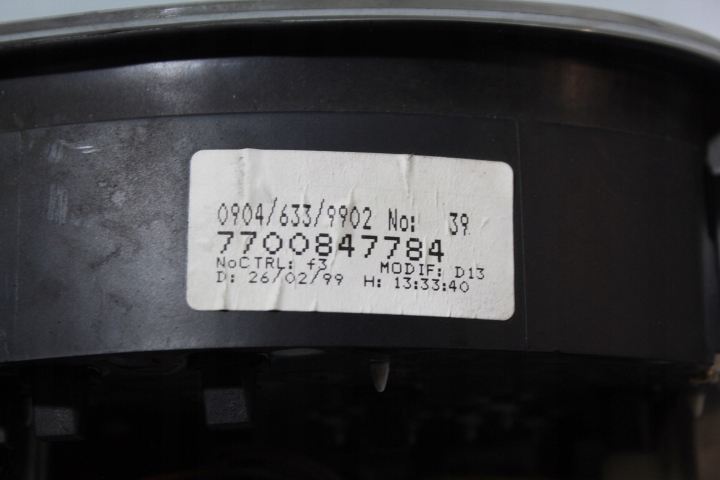 0904/633/9902 No: 39
7700847784
NoCTRL: f3 MODIF: D13
D: 26/02/99 H: 13:33:40